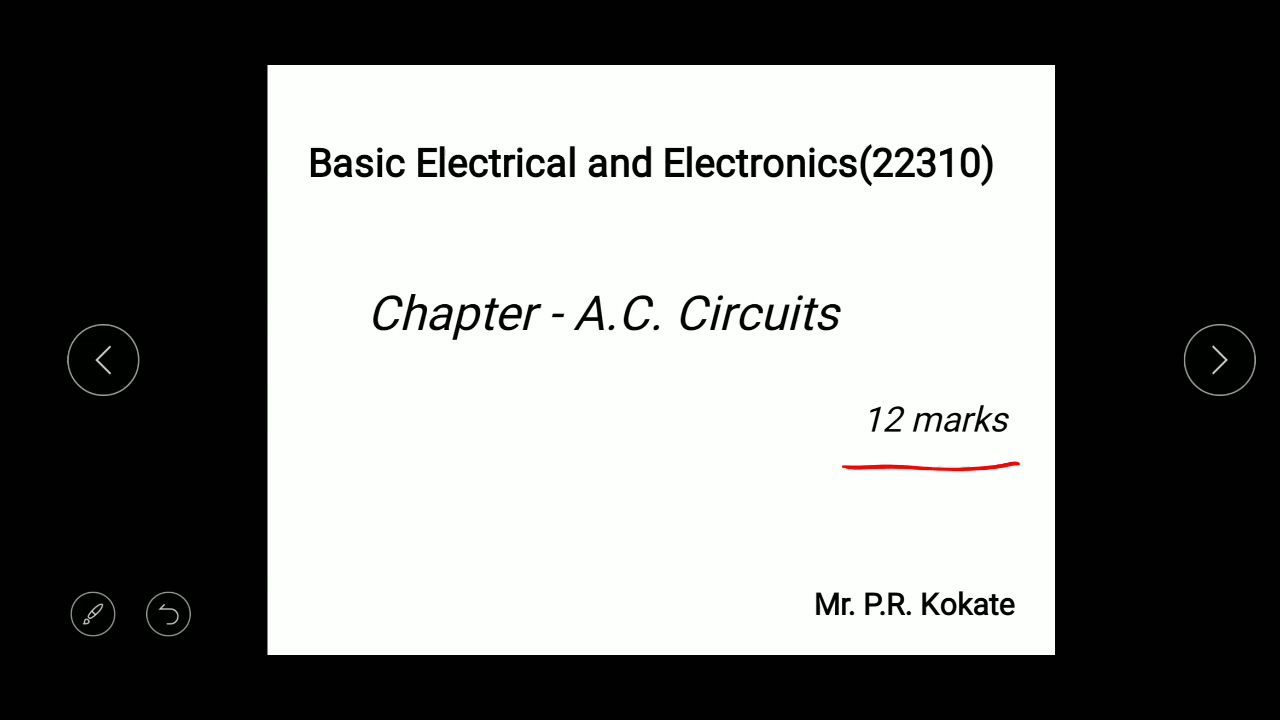 Basic Electrical and Electronics(22310)
Chapter - A.C. Circuits
12 marks
Mr. P.R. Kokate